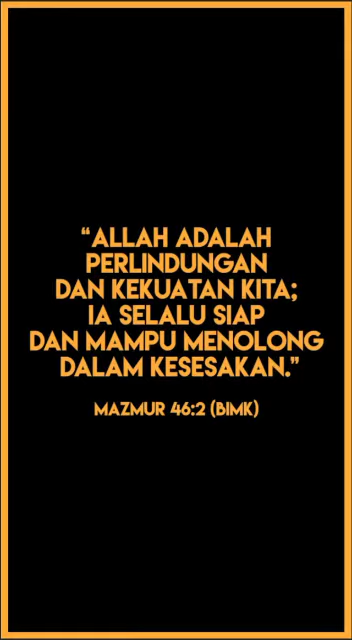 “ALLAH ADALAH
PERLINDUNGAN
DAN KEKUATAN KITA;
IA SELALU SIAP
DAN MAMPU MENOLONG
DALAM KESESAKAN.”
MAZMUR 46:2 (BIMK)